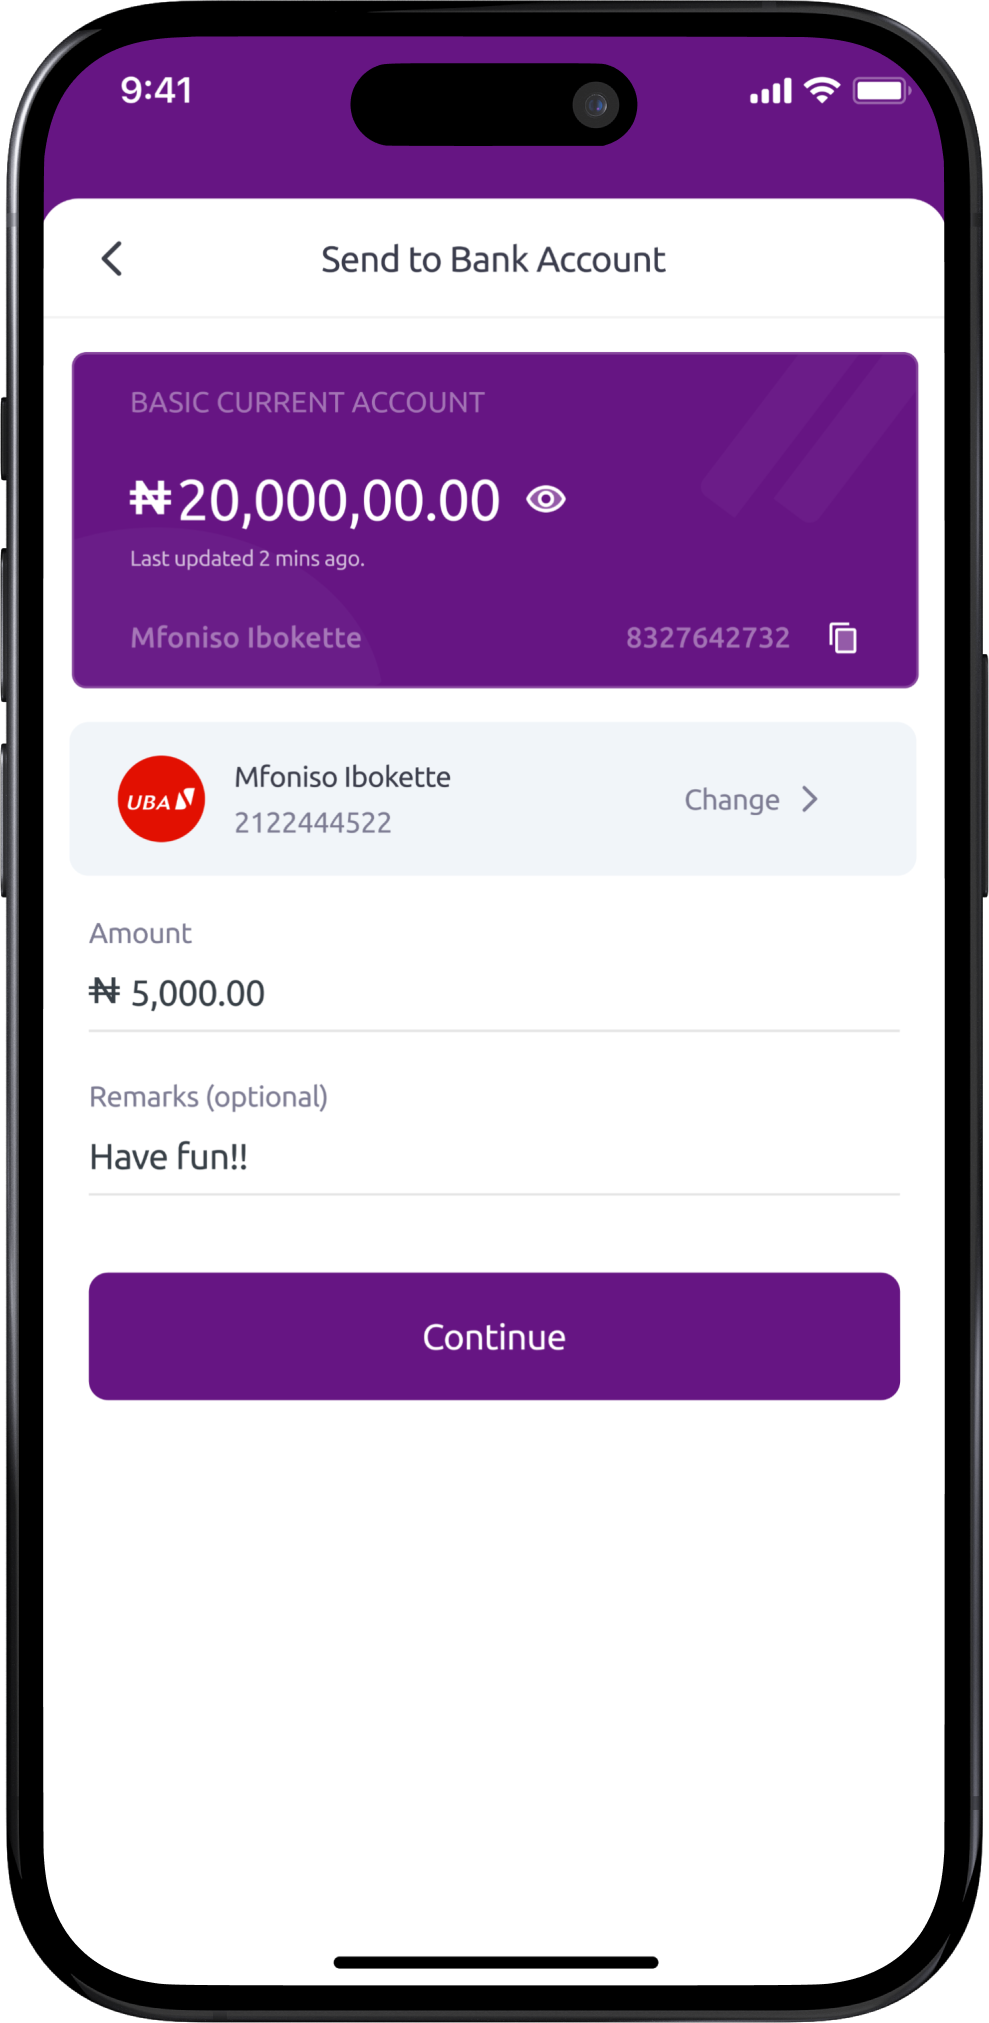 9:41
Send to Bank Account
BASIC CURRENT ACCOUNT
₦20,000,00.00
Last updated 2 mins ago.
Mfoniso Ibokette 8327642732
UBA
Mfoniso Ibokette
2122444522
Change
Amount
₦ 5,000.00
Remarks (optional)
Have fun!!
Continue